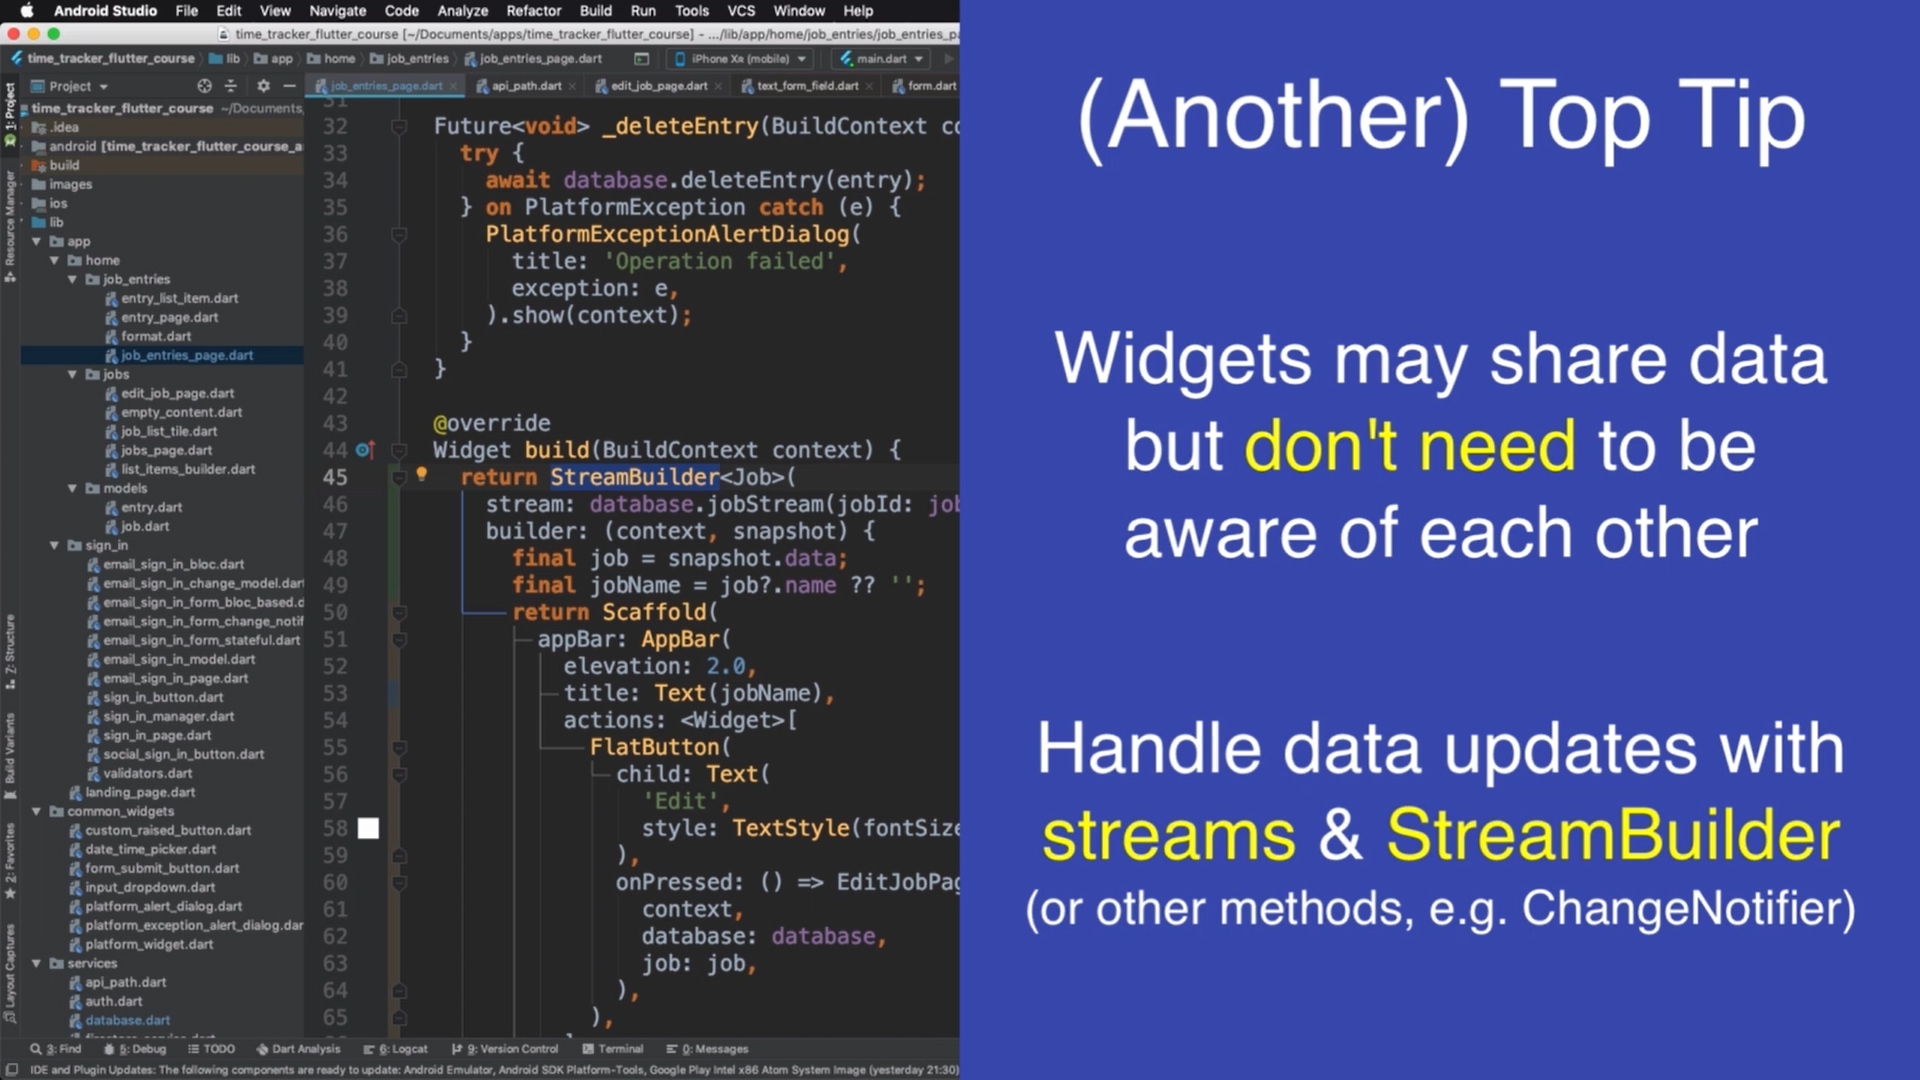 Android Studio File Edit View Navigate Code Analyze Refactor Build Run Tools VCS Window Help
time_tracker_flutter_course [~/Documents/apps/time_tracker_flutter_course] - .../lib/app/home/job_entries/job_entries_pa
time_tracker_flutter_course lib app home job_entries job_entries_page.dart iPhone Xʀ (mobile) main.dart
Project
job_entries_page.dart api_path.dart edit_job_page.dart text_form_field.dart form.dart
1: Project
Resource Manager
Z: Structure
Build Variants
2: Favorites
Layout Captures
time_tracker_flutter_course ~/Documents,
.idea
android [time_tracker_flutter_course_a
build
images
ios
lib
app
home
job_entries
entry_list_item.dart
entry_page.dart
format.dart
job_entries_page.dart
jobs
edit_job_page.dart
empty_content.dart
job_list_tile.dart
jobs_page.dart
list_items_builder.dart
models
entry.dart
job.dart
sign_in
email_sign_in_bloc.dart
email_sign_in_change_model.dart
email_sign_in_form_bloc_based.d
email_sign_in_form_change_notif
email_sign_in_form_stateful.dart
email_sign_in_model.dart
email_sign_in_page.dart
sign_in_button.dart
sign_in_manager.dart
sign_in_page.dart
social_sign_in_button.dart
validators.dart
landing_page.dart
common_widgets
custom_raised_button.dart
date_time_picker.dart
form_submit_button.dart
input_dropdown.dart
platform_alert_dialog.dart
platform_exception_alert_dialog.dar
platform_widget.dart
services
api_path.dart
auth.dart
database.dart
31
32 Future<void> _deleteEntry(BuildContext co
33 try {
34 await database.deleteEntry(entry);
35 } on PlatformException catch (e) {
36 PlatformExceptionAlertDialog(
37 title: 'Operation failed',
38 exception: e,
39 ).show(context);
40 }
41 }
42
43 @override
44 Widget build(BuildContext context) {
45 return StreamBuilder<Job>(
46 stream: database.jobStream(jobId: job
47 builder: (context, snapshot) {
48 final job = snapshot.data;
49 final jobName = job?.name ?? '';
50 return Scaffold(
51 appBar: AppBar(
52 elevation: 2.0,
53 title: Text(jobName),
54 actions: <Widget>[
55 FlatButton(
56 child: Text(
57 'Edit',
58 style: TextStyle(fontSize
59 ),
60 onPressed: () => EditJobPag
61 context,
62 database: database,
63 job: job,
64 ),
65 ),
3: Find 5: Debug TODO Dart Analysis 6: Logcat 9: Version Control Terminal 0: Messages
IDE and Plugin Updates: The following components are ready to update: Android Emulator, Android SDK Platform-Tools, Google Play Intel x86 Atom System Image (yesterday 21:30)
(Another) Top Tip
Widgets may share data
but don't need to be
aware of each other
Handle data updates with
streams & StreamBuilder
(or other methods, e.g. ChangeNotifier)